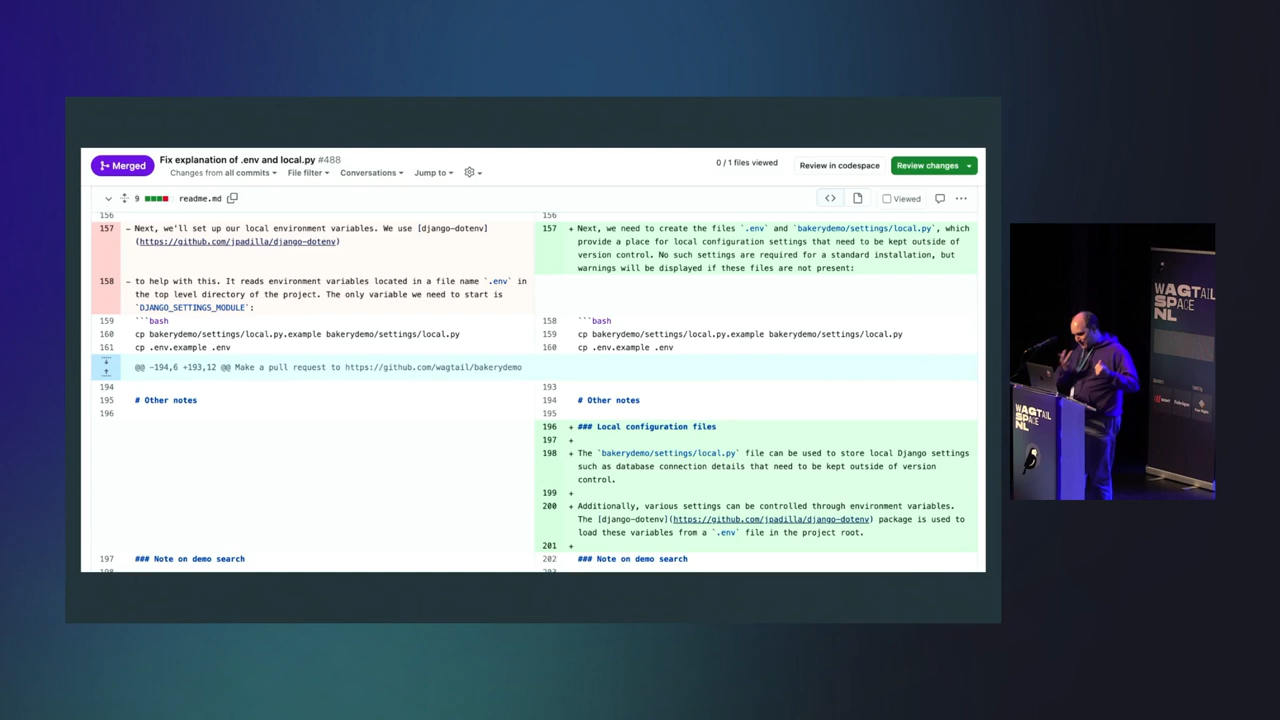 Merged
Fix explanation of .env and local.py #488
Changes from all commits
File filter
Conversations
Jump to
0 / 1 files viewed
Review in codespace
Review changes
9
readme.md
Viewed
156
157 – Next, we'll set up our local environment variables. We use [django-dotenv]
(https://github.com/jpadilla/django-dotenv)
158 – to help with this. It reads environment variables located in a file name `.env` in
the top level directory of the project. The only variable we need to start is
`DJANGO_SETTINGS_MODULE`:
159 ```bash
160 cp bakerydemo/settings/local.py.example bakerydemo/settings/local.py
161 cp .env.example .env
156
157 + Next, we need to create the files `.env` and `bakerydemo/settings/local.py`, which
provide a place for local configuration settings that need to be kept outside of
version control. No such settings are required for a standard installation, but
warnings will be displayed if these files are not present:
158 ```bash
159 cp bakerydemo/settings/local.py.example bakerydemo/settings/local.py
160 cp .env.example .env
@@ -194,6 +193,12 @@ Make a pull request to https://github.com/wagtail/bakerydemo
194
195 # Other notes
196
197 ### Note on demo search
198
193
194 # Other notes
195
196 + ### Local configuration files
197 +
198 + The `bakerydemo/settings/local.py` file can be used to store local Django settings
such as database connection details that need to be kept outside of version
control.
199 +
200 + Additionally, various settings can be controlled through environment variables.
The [django-dotenv](https://github.com/jpadilla/django-dotenv) package is used to
load these variables from a `.env` file in the project root.
201 +
202 ### Note on demo search
203
WAGTAIL
SPACE
NL
WAGTAIL
SPACE
NL